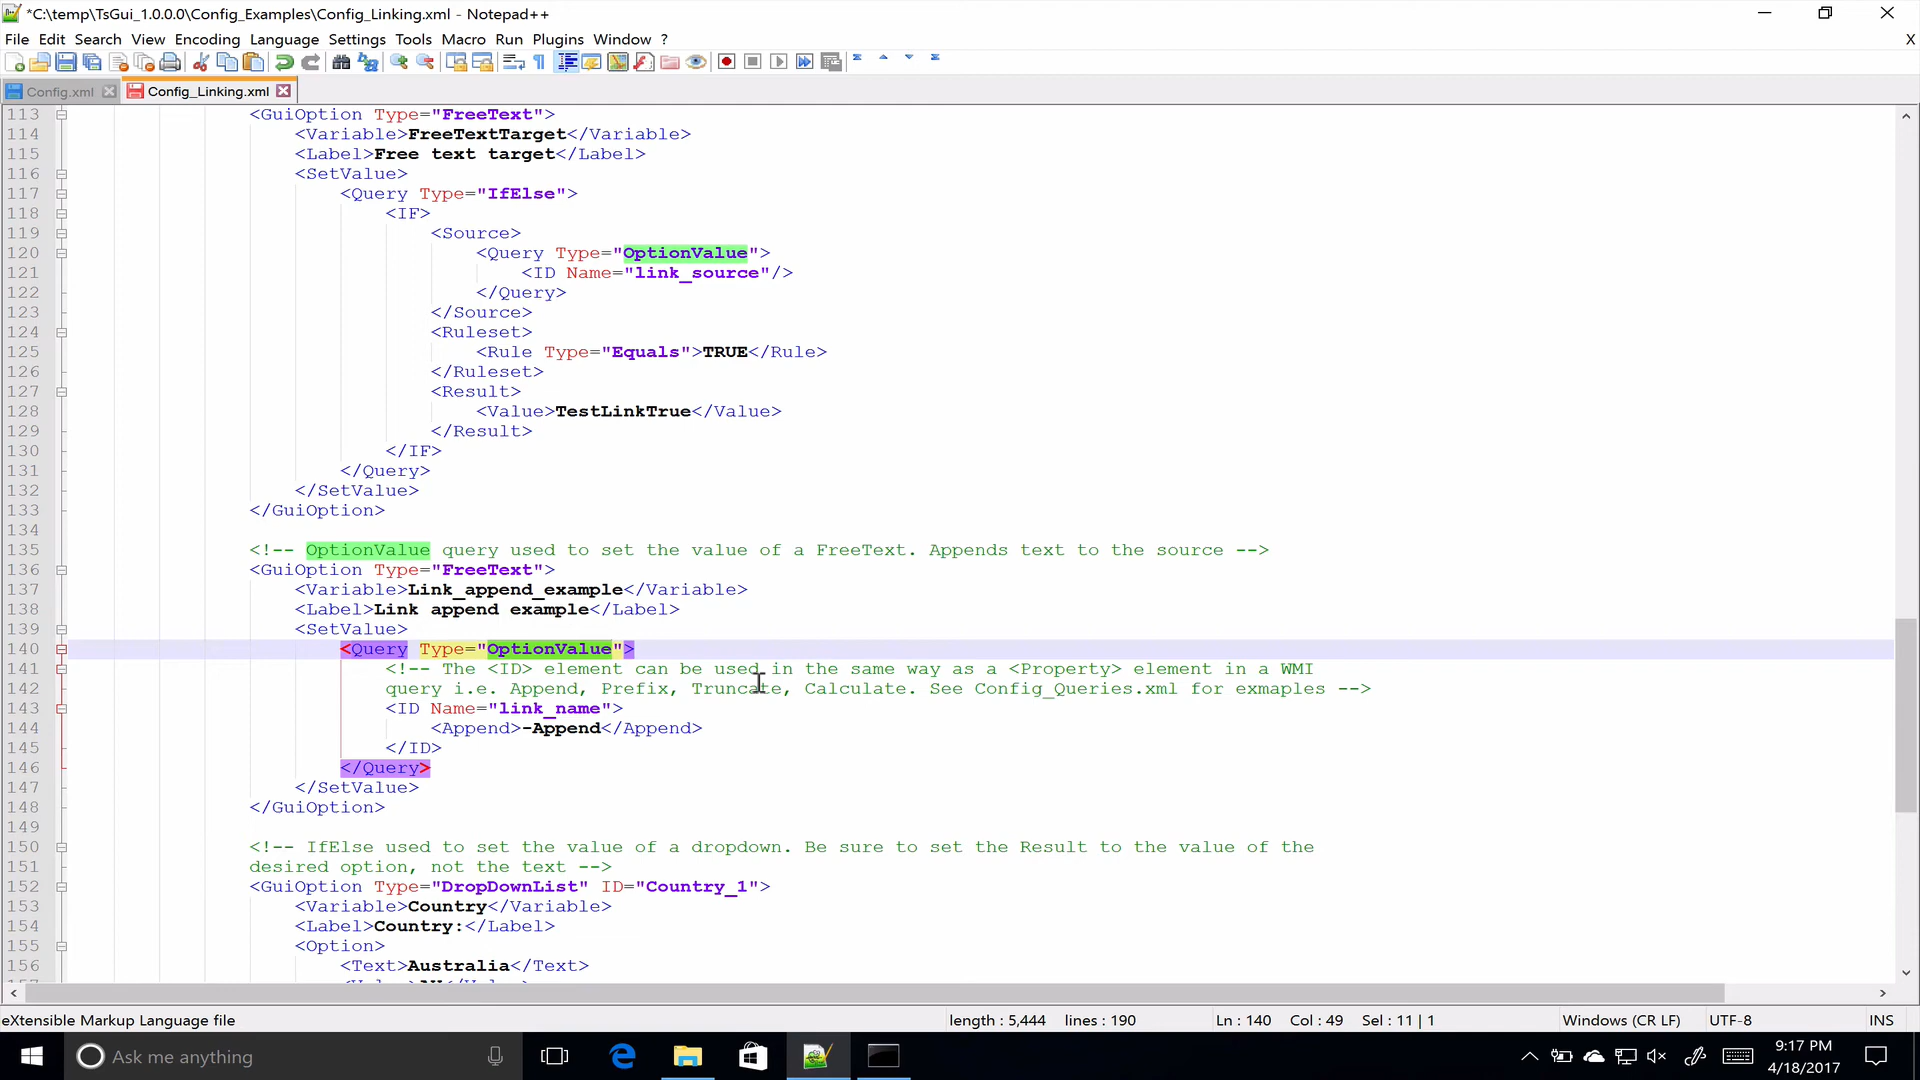 *C:\temp\TsGui_1.0.0.0\Config_Examples\Config_Linking.xml - Notepad++
File Edit Search View Encoding Language Settings Tools Macro Run Plugins Window ? X
Config.xml Config_Linking.xml
113 <GuiOption Type="FreeText">
114 <Variable>FreeTextTarget</Variable>
115 <Label>Free text target</Label>
116 <SetValue>
117 <Query Type="IfElse">
118 <IF>
119 <Source>
120 <Query Type="OptionValue">
121 <ID Name="link_source"/>
122 </Query>
123 </Source>
124 <Ruleset>
125 <Rule Type="Equals">TRUE</Rule>
126 </Ruleset>
127 <Result>
128 <Value>TestLinkTrue</Value>
129 </Result>
130 </IF>
131 </Query>
132 </SetValue>
133 </GuiOption>
134
135 <!-- OptionValue query used to set the value of a FreeText. Appends text to the source -->
136 <GuiOption Type="FreeText">
137 <Variable>Link_append_example</Variable>
138 <Label>Link append example</Label>
139 <SetValue>
140 <Query Type="OptionValue">
141 <!-- The <ID> element can be used in the same way as a <Property> element in a WMI
142 query i.e. Append, Prefix, Truncate, Calculate. See Config_Queries.xml for exmaples -->
143 <ID Name="link_name">
144 <Append>-Append</Append>
145 </ID>
146 </Query>
147 </SetValue>
148 </GuiOption>
149
150 <!-- IfElse used to set the value of a dropdown. Be sure to set the Result to the value of the
151 desired option, not the text -->
152 <GuiOption Type="DropDownList" ID="Country_1">
153 <Variable>Country</Variable>
154 <Label>Country:</Label>
155 <Option>
156 <Text>Australia</Text>
eXtensible Markup Language file length : 5,444 lines : 190 Ln : 140 Col : 49 Sel : 11 | 1 Windows (CR LF) UTF-8 INS
Ask me anything
9:17 PM
4/18/2017